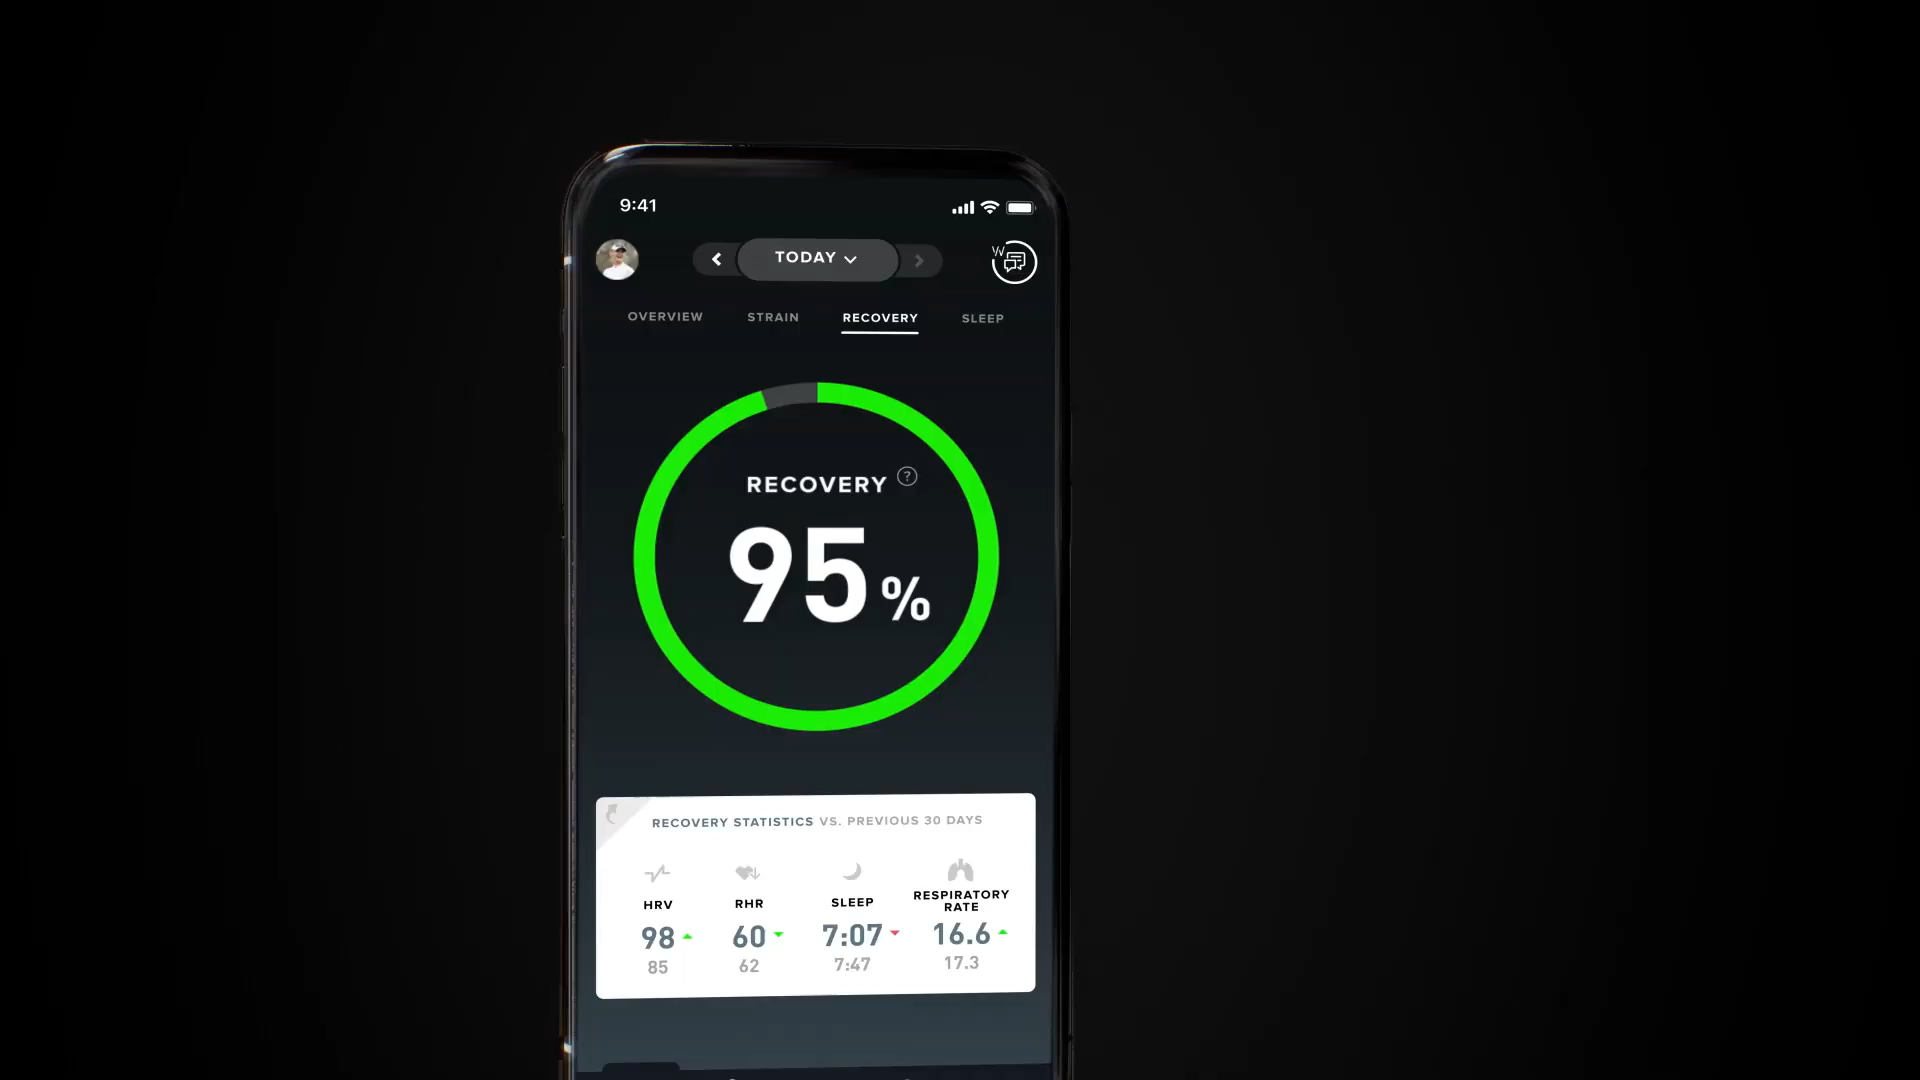 9:41
TODAY
W
OVERVIEW STRAIN RECOVERY SLEEP
RECOVERY ?
95%
RECOVERY STATISTICS VS. PREVIOUS 30 DAYS
HRV RHR SLEEP RESPIRATORY RATE
98 60 7:07 16.6
85 62 7:47 17.3